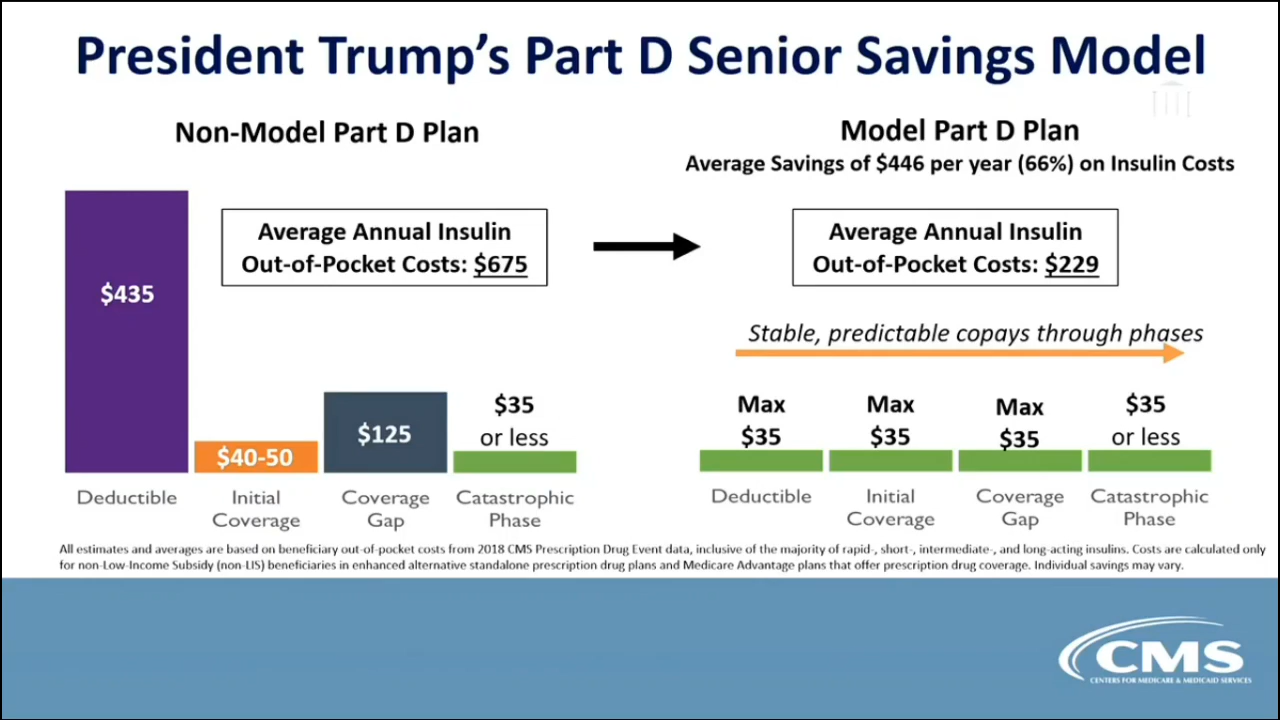 President Trump's Part D Senior Savings Model
Non-Model Part D Plan
$435
Average Annual Insulin
Out-of-Pocket Costs: $675
$40-50
$125
$35
or less
Deductible
Initial
Coverage
Coverage
Gap
Catastrophic
Phase
Model Part D Plan
Average Savings of $446 per year (66%) on Insulin Costs
Average Annual Insulin
Out-of-Pocket Costs: $229
Stable, predictable copays through phases
Max
$35
Max
$35
Max
$35
$35
or less
Deductible
Initial
Coverage
Coverage
Gap
Catastrophic
Phase
All estimates and averages are based on beneficiary out-of-pocket costs from 2018 CMS Prescription Drug Event data, inclusive of the majority of rapid-, short-, intermediate-, and long-acting insulins. Costs are calculated only
for non-Low-Income Subsidy (non-LIS) beneficiaries in enhanced alternative standalone prescription drug plans and Medicare Advantage plans that offer prescription drug coverage. Individual savings may vary.
CMS
CENTERS FOR MEDICARE & MEDICAID SERVICES